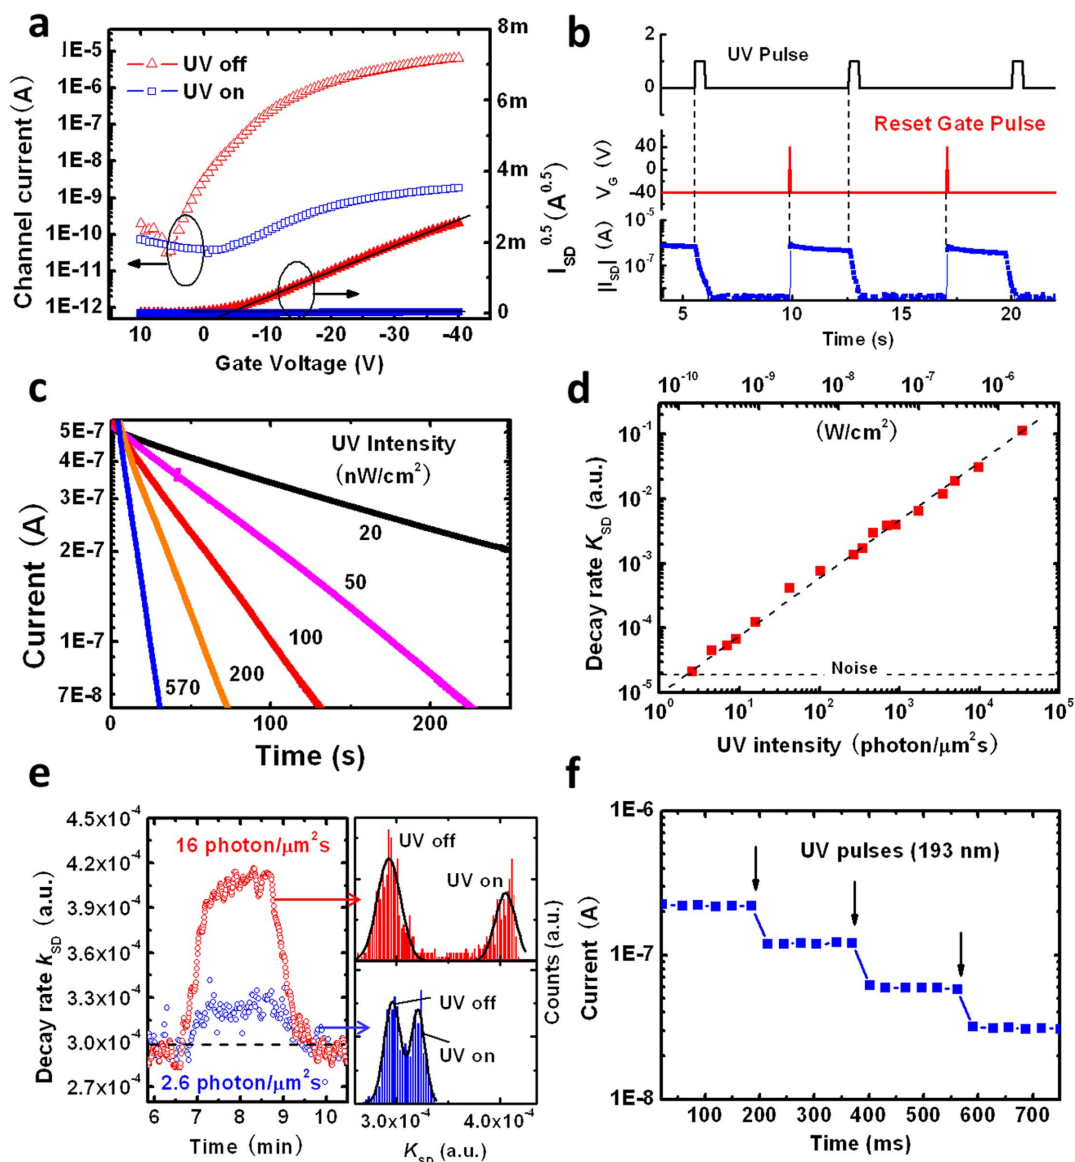 a
1E-5
1E-6
1E-7
1E-8
1E-9
1E-10
1E-11
1E-12
Channel current (A)
UV off
UV on
8m
6m
4m
2m
0
I_SD^0.5 (A^0.5)
10 0 -10 -20 -30 -40
Gate Voltage (V)
b
2
1
0
UV Pulse
Reset Gate Pulse
40
0
-40
V_G (V)
10^-5
10^-7
|I_SD| (A)
5 10 15 20
Time (s)
c
5E-7
4E-7
3E-7
2E-7
1E-7
7E-8
Current (A)
UV Intensity
(nW/cm²)
20
50
100
200
570
0 100 200
Time (s)
d
10^-10 10^-9 10^-8 10^-7 10^-6
(W/cm²)
10^-1
10^-2
10^-3
10^-4
10^-5
Decay rate K_SD (a.u.)
Noise
10^0 10^1 10^2 10^3 10^4 10^5
UV intensity (photon/μm²s)
e
4.5x10^-4
4.2x10^-4
3.9x10^-4
3.6x10^-4
3.3x10^-4
3.0x10^-4
2.7x10^-4
Decay rate k_SD (a.u.)
16 photon/μm²s
2.6 photon/μm²s
6 7 8 9 10
Time (min)
UV off
UV on
UV off
UV on
Counts (a.u.)
3.0x10^-4 4.0x10^-4
K_SD (a.u.)
f
1E-6
1E-7
1E-8
Current (A)
UV pulses (193 nm)
100 200 300 400 500 600 700
Time (ms)